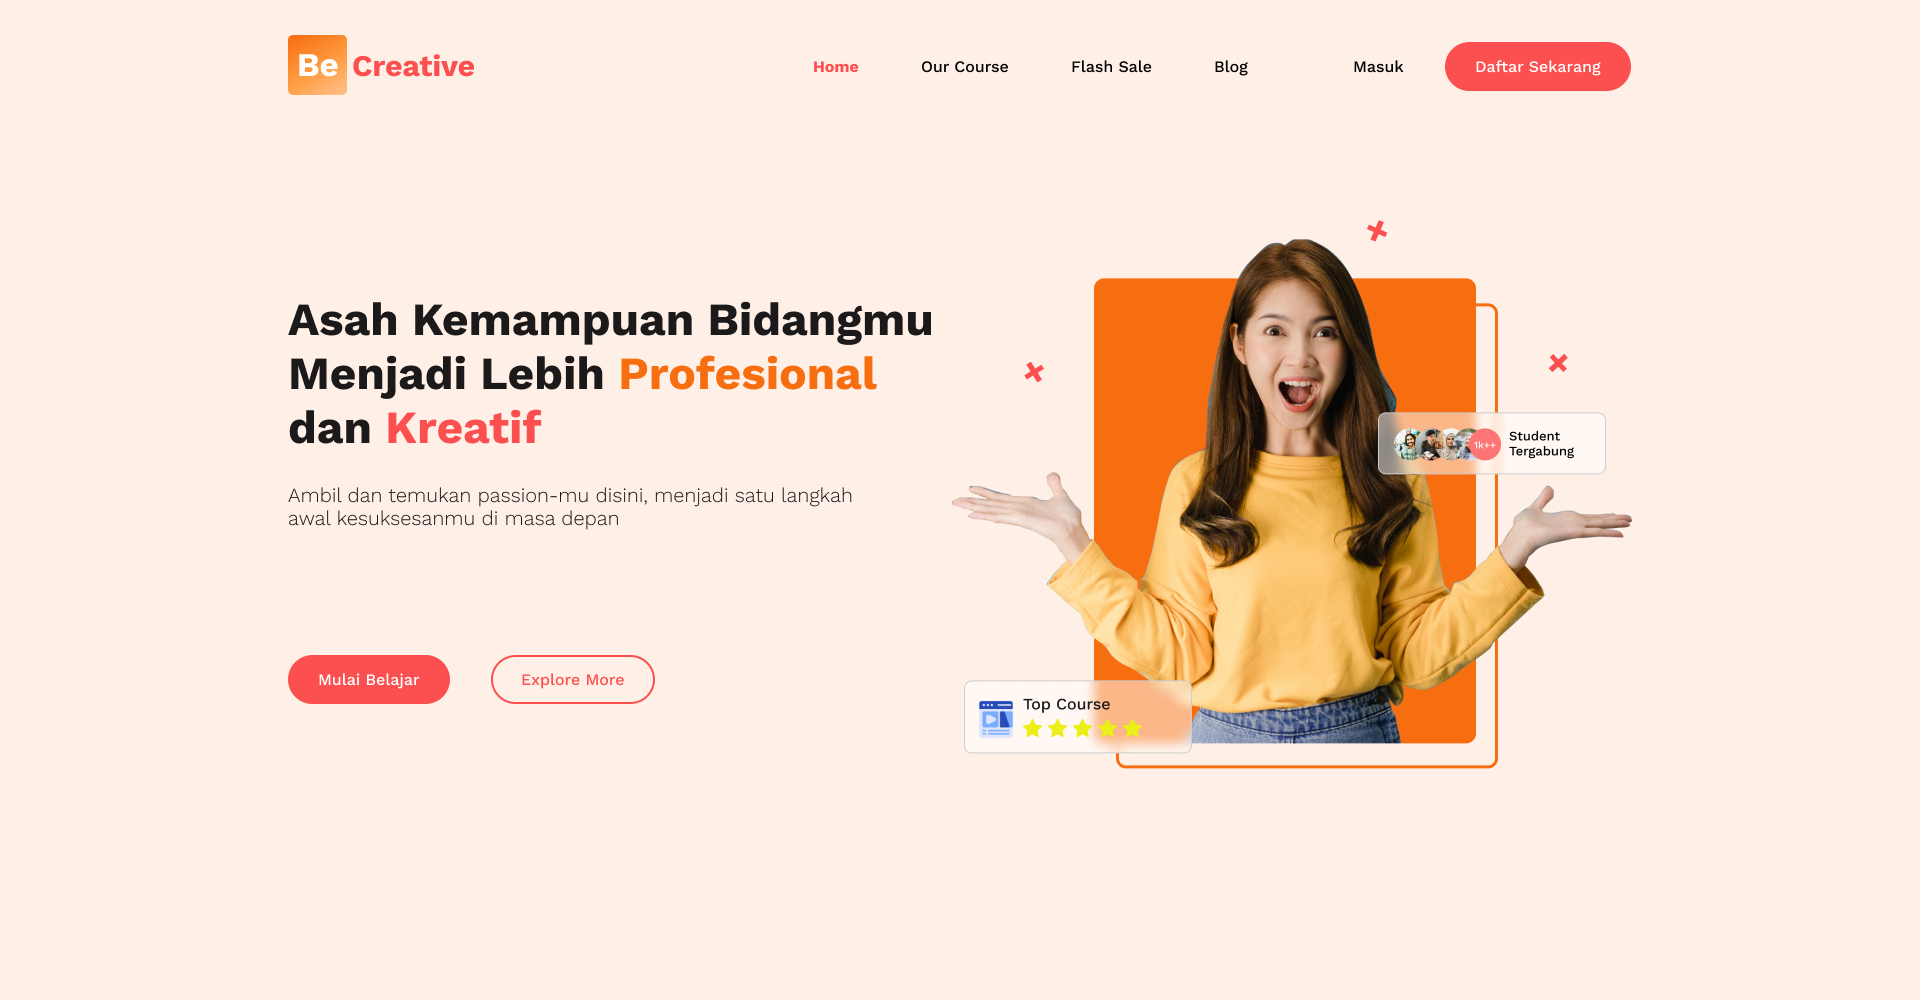 Be Creative
Home
Our Course
Flash Sale
Blog
Masuk
Daftar Sekarang
Asah Kemampuan Bidangmu
Menjadi Lebih Profesional
dan Kreatif
Ambil dan temukan passion-mu disini, menjadi satu langkah
awal kesuksesanmu di masa depan
Mulai Belajar
Explore More
1k++
Student
Tergabung
Top Course